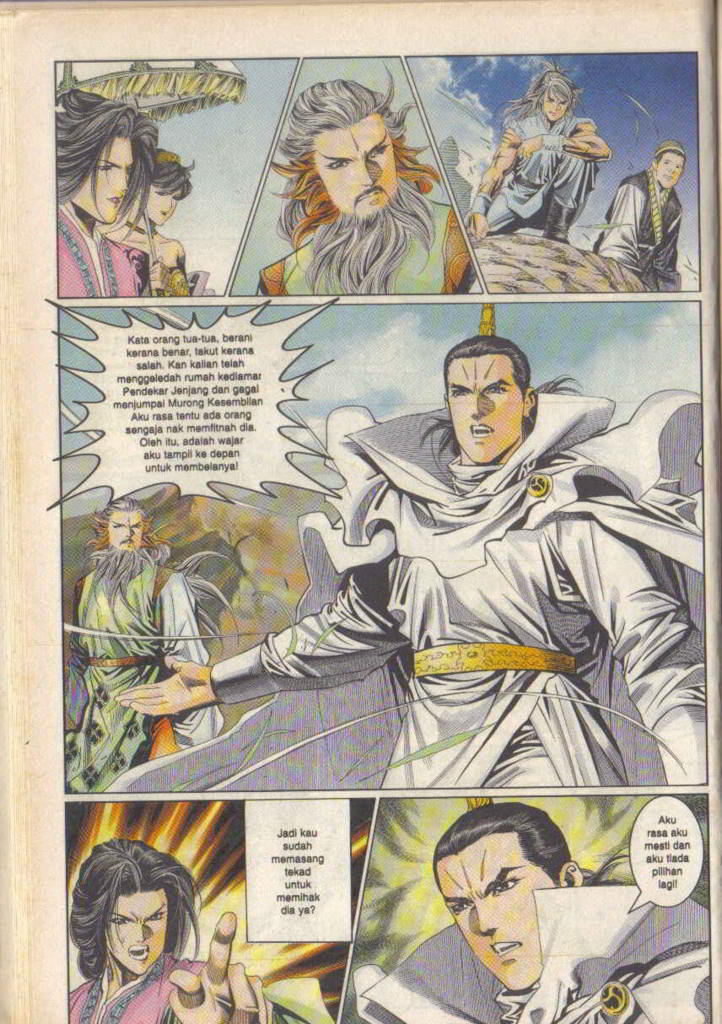 Kata orang tua-tua, berani
kerana benar, takut kerana
salah. Kan kalian telah
menggeledah rumah kediamar
Pendekar Jenjang dan gagal
menjumpai Murong Kesembilan
Aku rasa tentu ada orang
sengaja nak memfitnah dia.
Oleh itu, adalah wajar
aku tampil ke depan
untuk membelanya!
Jadi kau
sudah
memasang
tekad
untuk
memihak
dia ya?
Aku
rasa aku
mesti dan
aku tiada
pilihan
lagi!